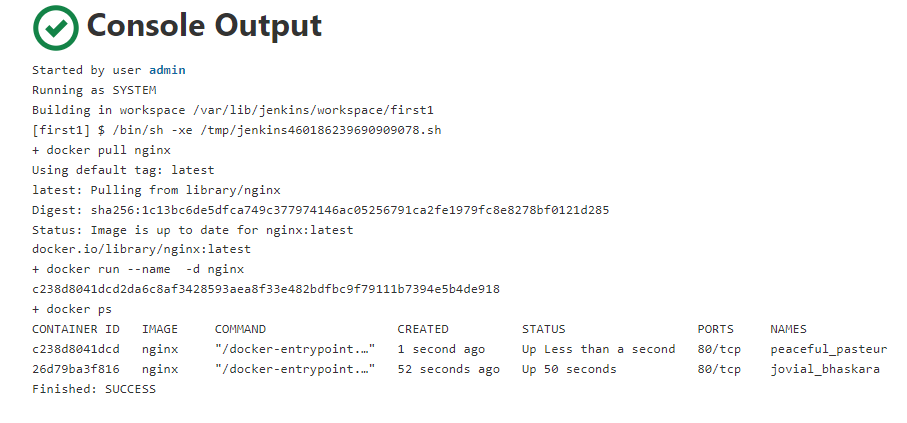 Console Output
Started by user admin
Running as SYSTEM
Building in workspace /var/lib/jenkins/workspace/first1
[first1] $ /bin/sh -xe /tmp/jenkins460186239690909078.sh
+ docker pull nginx
Using default tag: latest
latest: Pulling from library/nginx
Digest: sha256:1c13bc6de5dfca749c377974146ac05256791ca2fe1979fc8e8278bf0121d285
Status: Image is up to date for nginx:latest
docker.io/library/nginx:latest
+ docker run --name  -d nginx
c238d8041dcd2da6c8af3428593aea8f33e482bdfbc9f79111b7394e5b4de918
+ docker ps
CONTAINER ID   IMAGE     COMMAND                  CREATED          STATUS                  PORTS     NAMES
c238d8041dcd   nginx     "/docker-entrypoint.…"   1 second ago     Up Less than a second   80/tcp    peaceful_pasteur
26d79ba3f816   nginx     "/docker-entrypoint.…"   52 seconds ago   Up 50 seconds           80/tcp    jovial_bhaskara
Finished: SUCCESS